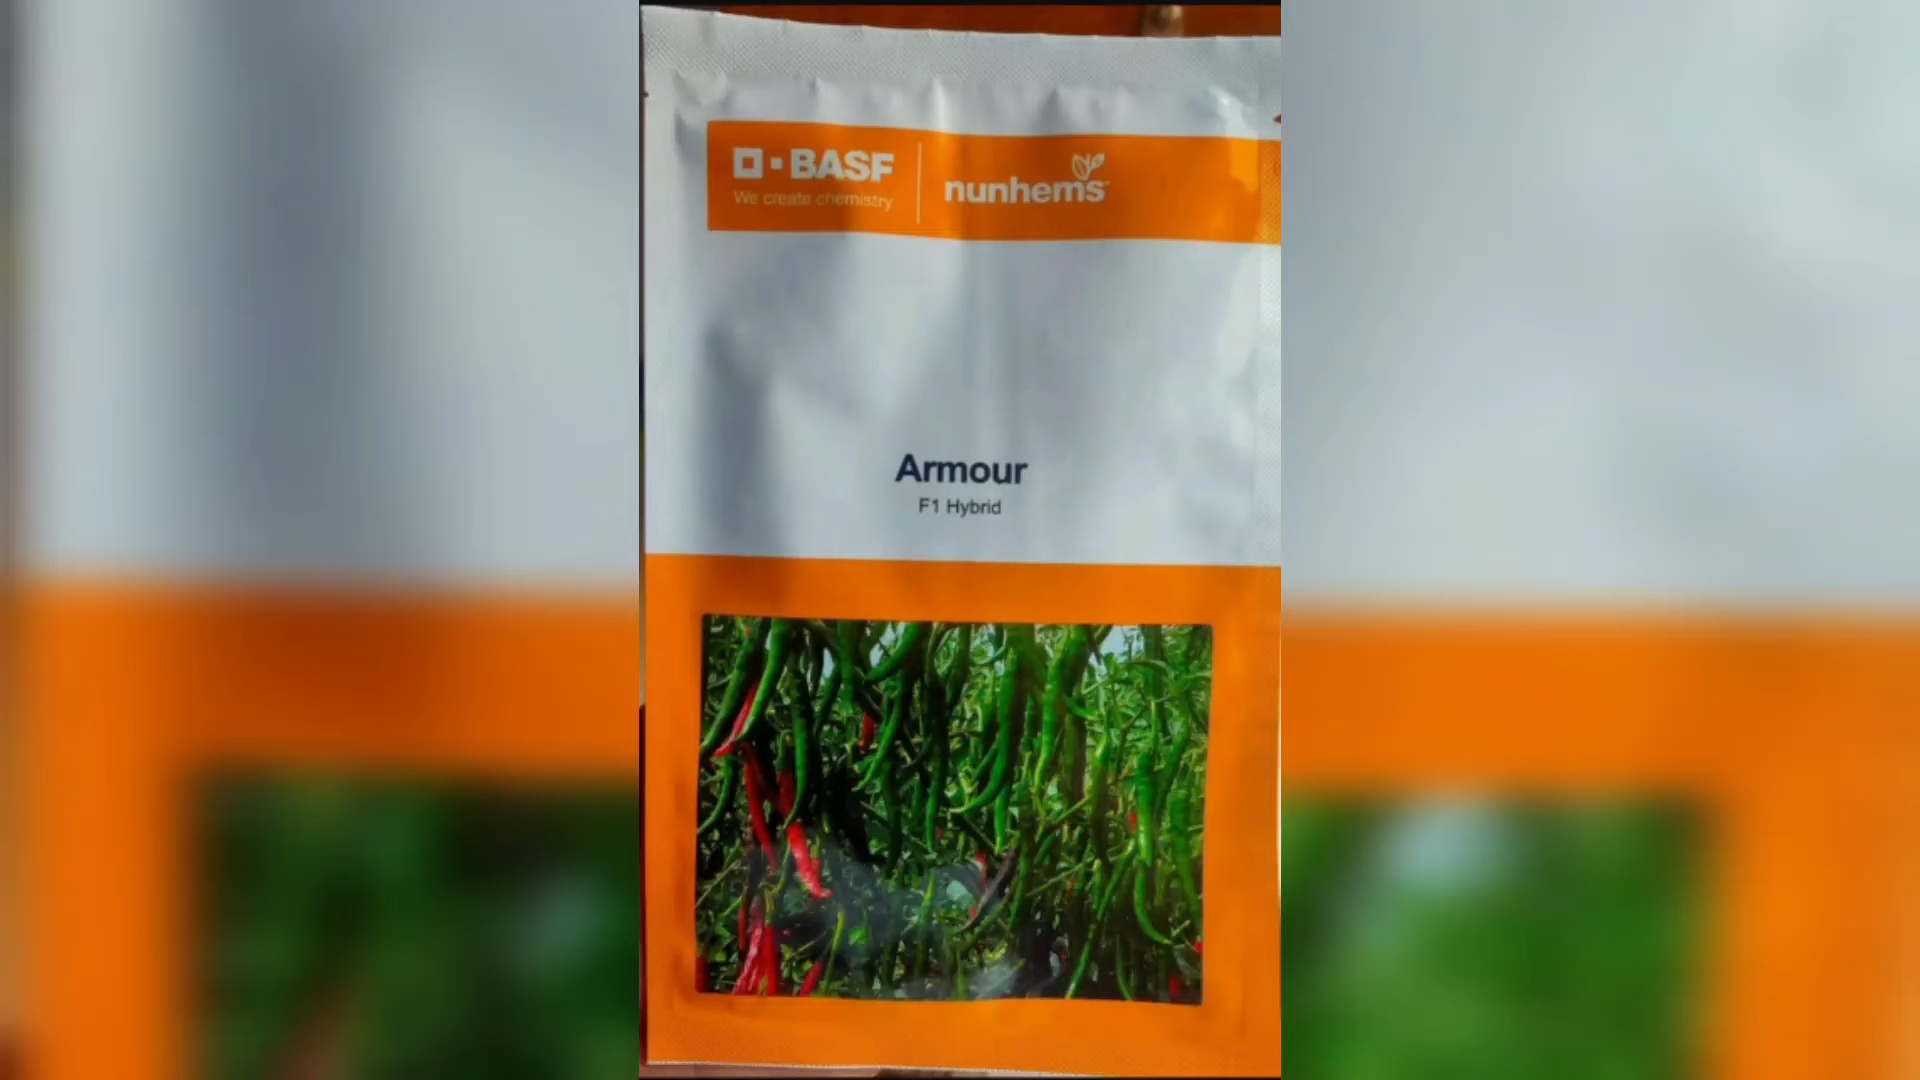 BASF
We create chemistry
nunhems
Armour
F1 Hybrid